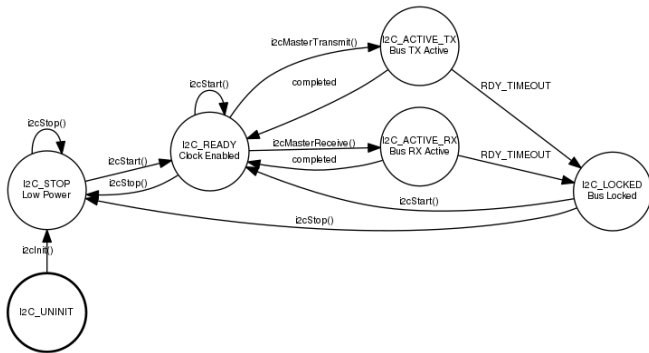 I2C_ACTIVE_TX
Bus TX Active
i2cMasterTransmit()
completed
RDY_TIMEOUT
i2cStart()
I2C_READY
Clock Enabled
i2cMasterReceive()
completed
I2C_ACTIVE_RX
Bus RX Active
RDY_TIMEOUT
i2cStop()
I2C_STOP
Low Power
i2cStart()
i2cStop()
I2C_LOCKED
Bus Locked
i2cStart()
i2cStop()
i2cInit()
I2C_UNINIT